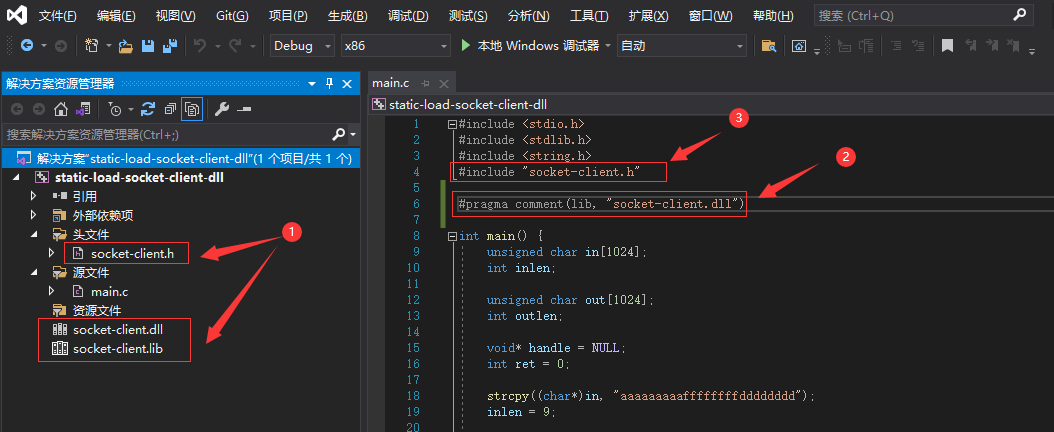 文件(F) 编辑(E) 视图(V) Git(G) 项目(P) 生成(B) 调试(D) 测试(S) 分析(N) 工具(T) 扩展(X) 窗口(W) 帮助(H) 搜索 (Ctrl+Q)
Debug x86 本地 Windows 调试器 自动
解决方案资源管理器
搜索解决方案资源管理器(Ctrl+;)
解决方案"static-load-socket-client-dll"(1 个项目/共 1 个)
static-load-socket-client-dll
引用
外部依赖项
头文件
socket-client.h
源文件
main.c
资源文件
socket-client.dll
socket-client.lib
1
main.c
static-load-socket-client-dll
1 #include <stdio.h>
2 #include <stdlib.h>
3 #include <string.h>
4 #include "socket-client.h"
5
6 #pragma comment(lib, "socket-client.dll")
7
8 int main() {
9 unsigned char in[1024];
10 int inlen;
11
12 unsigned char out[1024];
13 int outlen;
14
15 void* handle = NULL;
16 int ret = 0;
17
18 strcpy((char*)in, "aaaaaaaaaffffffffdddddddd");
19 inlen = 9;
20
3
2